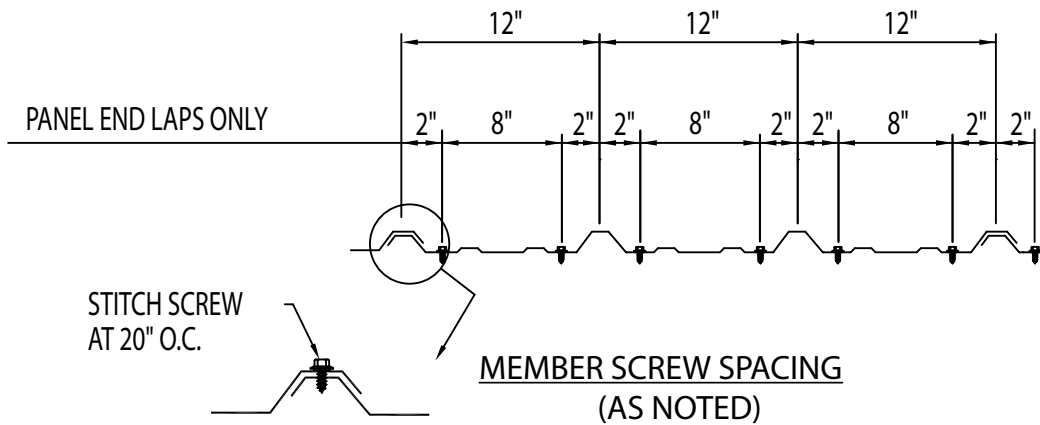 12" 12" 12"
PANEL END LAPS ONLY
2" 8" 2" 2" 8" 2" 2" 8" 2" 2"
STITCH SCREW
AT 20" O.C.
MEMBER SCREW SPACING
(AS NOTED)